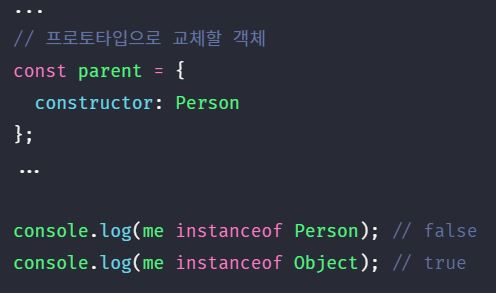 ...
// 프로토타입으로 교체할 객체
const parent = {
  constructor: Person
};
...
console.log(me instanceof Person); // false
console.log(me instanceof Object); // true